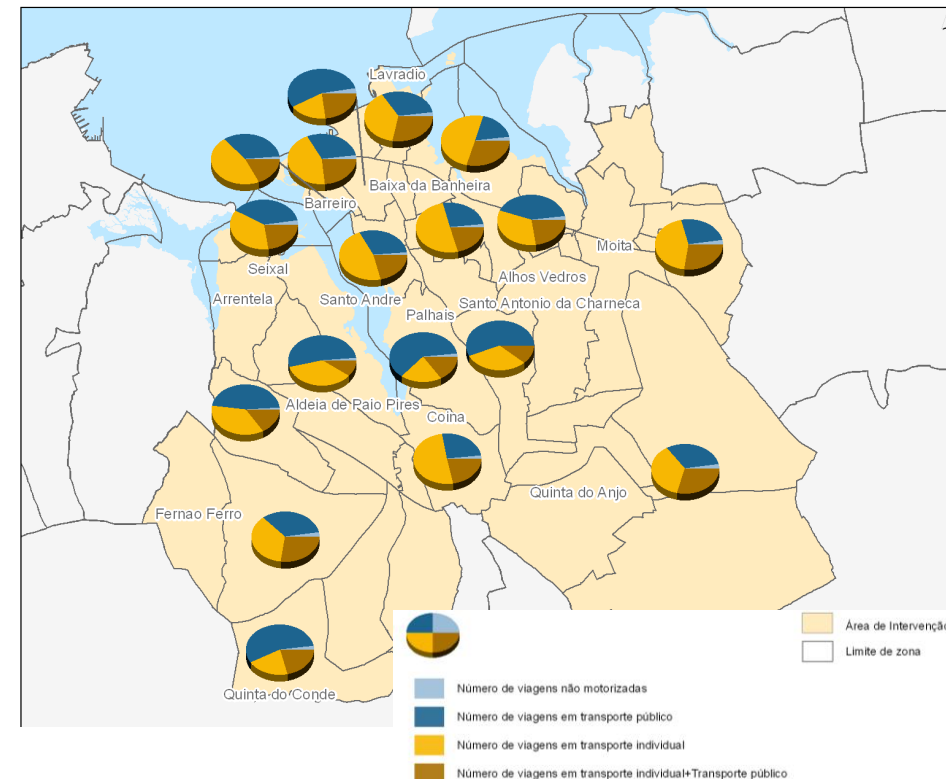 Lavradio
Baixa da Banheira
Barreiro
Moita
Seixal
Alhos Vedros
Arrentela
Santo Andre
Santo Antonio da Charneca
Palhais
Aldeia de Paio Pires
Coina
Quinta do Anjo
Fernao Ferro
Quinta do Conde
Área de Intervenção
Limite de zona
Número de viagens não motorizadas
Número de viagens em transporte público
Número de viagens em transporte individual
Número de viagens em transporte individual+Transporte público